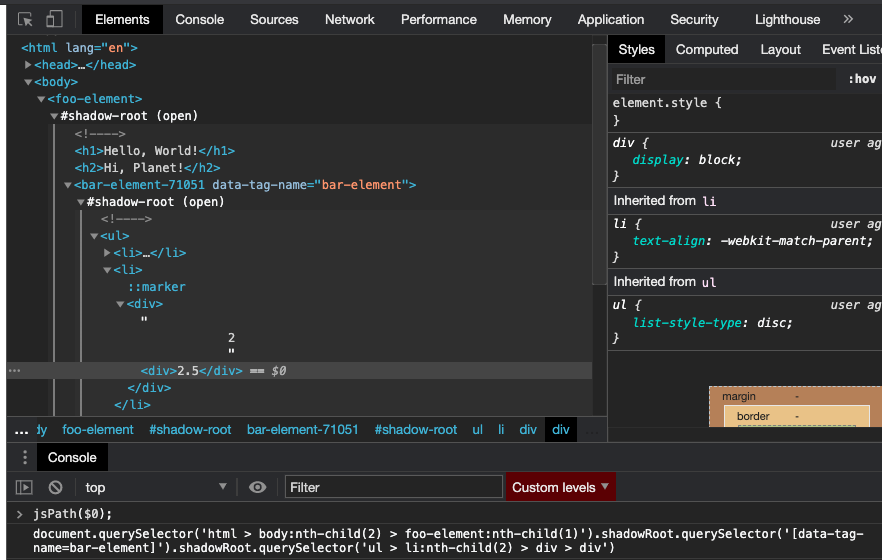 Elements Console Sources Network Performance Memory Application Security Lighthouse »
<html lang="en">
<head>…</head>
<body>
<foo-element>
#shadow-root (open)
<!---->
<h1>Hello, World!</h1>
<h2>Hi, Planet!</h2>
<bar-element-71051 data-tag-name="bar-element">
#shadow-root (open)
<!---->
<ul>
<li>…</li>
<li>
::marker
<div>
"
2
"
<div>2.5</div> == $0
</div>
</li>
… dy foo-element #shadow-root bar-element-71051 #shadow-root ul li div div …
Styles Computed Layout Event Liste
Filter :hov
element.style {
}
div { user ag
display: block;
}
Inherited from li
li { user ag
text-align: -webkit-match-parent;
}
Inherited from ul
ul { user ag
list-style-type: disc;
}
margin -
border -
Console
top Filter Custom levels
> jsPath($0);
document.querySelector('html > body:nth-child(2) > foo-element:nth-child(1)').shadowRoot.querySelector('[data-tag-
name=bar-element]').shadowRoot.querySelector('ul > li:nth-child(2) > div > div')